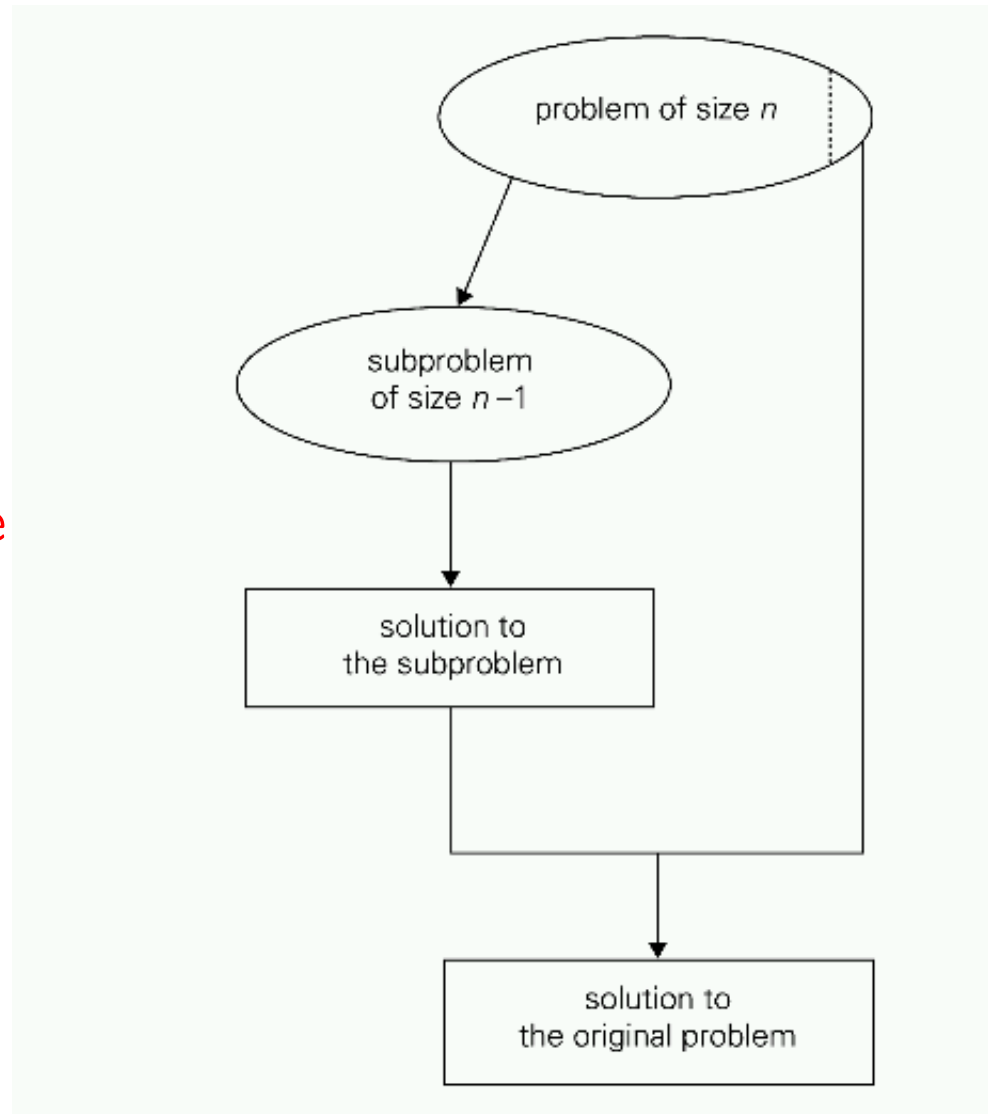 problem of size n
subproblem
of size n –1
e
solution to
the subproblem
solution to
the original problem